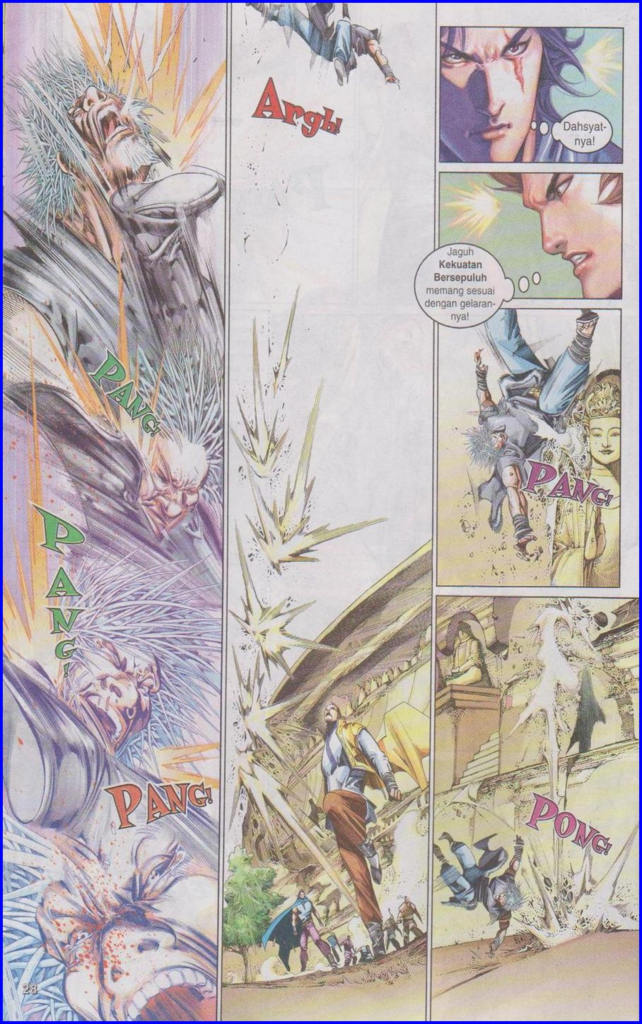 PANG!
PANG!
PANG!
Argh!
Dahsyat-
nya!
Jaguh
Kekuatan
Bersepuluh
memang sesuai
dengan gelaran-
nya!
PANG!
PONG!
28